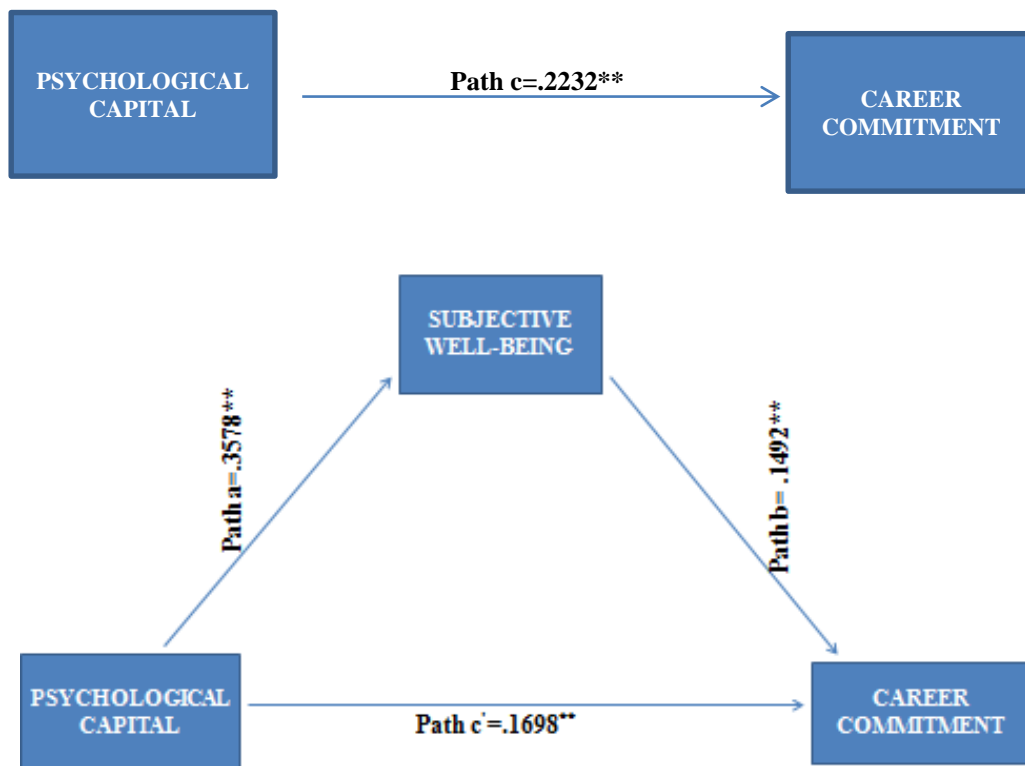 PSYCHOLOGICAL
CAPITAL
Path c=.2232**
CAREER
COMMITMENT
SUBJECTIVE
WELL-BEING
Path a=.3578**
Path b= .1492**
PSYCHOLOGICAL
CAPITAL
Path c'=.1698**
CAREER
COMMITMENT